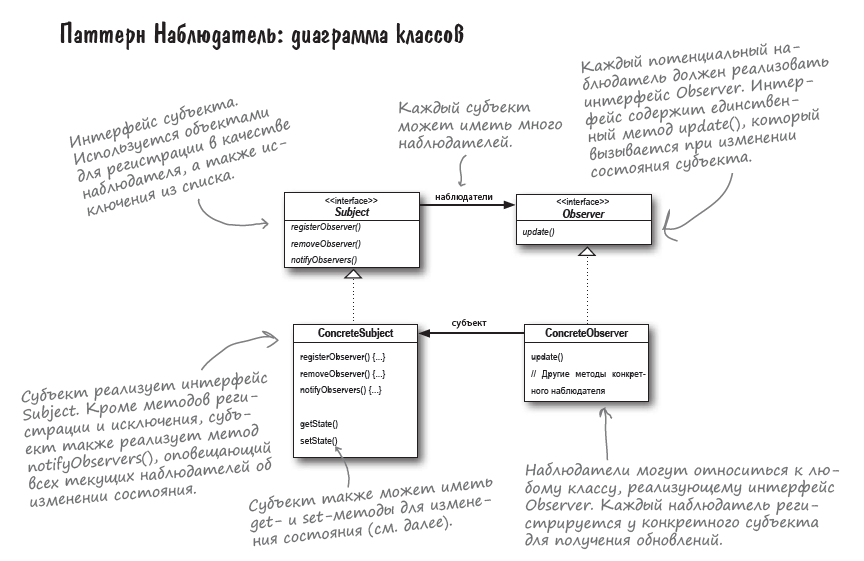 Паттерн Наблюдатель: диаграмма классов
Интерфейс субъекта.
Используется объектами
для регистрации в качестве
наблюдателя, а также ис-
ключения из списка.
Каждый субъект
может иметь много
наблюдателей.
Каждый потенциальный на-
блюдатель должен реализовать
интерфейс Observer. Интер-
фейс содержит единствен-
ный метод update(), который
вызывается при изменении
состояния субъекта.
<<interface>>
Subject
registerObserver()
removeObserver()
notifyObservers()
наблюдатели
<<interface>>
Observer
update()
ConcreteSubject
registerObserver() {...}
removeObserver() {...}
notifyObservers() {...}
getState()
setState()
субъект
ConcreteObserver
update()
// Другие методы конкрет-
ного наблюдателя
Субъект реализует интерфейс
Subject. Кроме методов реги-
страции и исключения, субъ-
ект также реализует метод
notifyObservers(), оповещающий
всех текущих наблюдателей об
изменении состояния.
Субъект также может иметь
get- и set-методы для измене-
ния состояния (см. далее).
Наблюдатели могут относиться к лю-
бому классу, реализующему интерфейс
Observer. Каждый наблюдатель реги-
стрируется у конкретного субъекта
для получения обновлений.